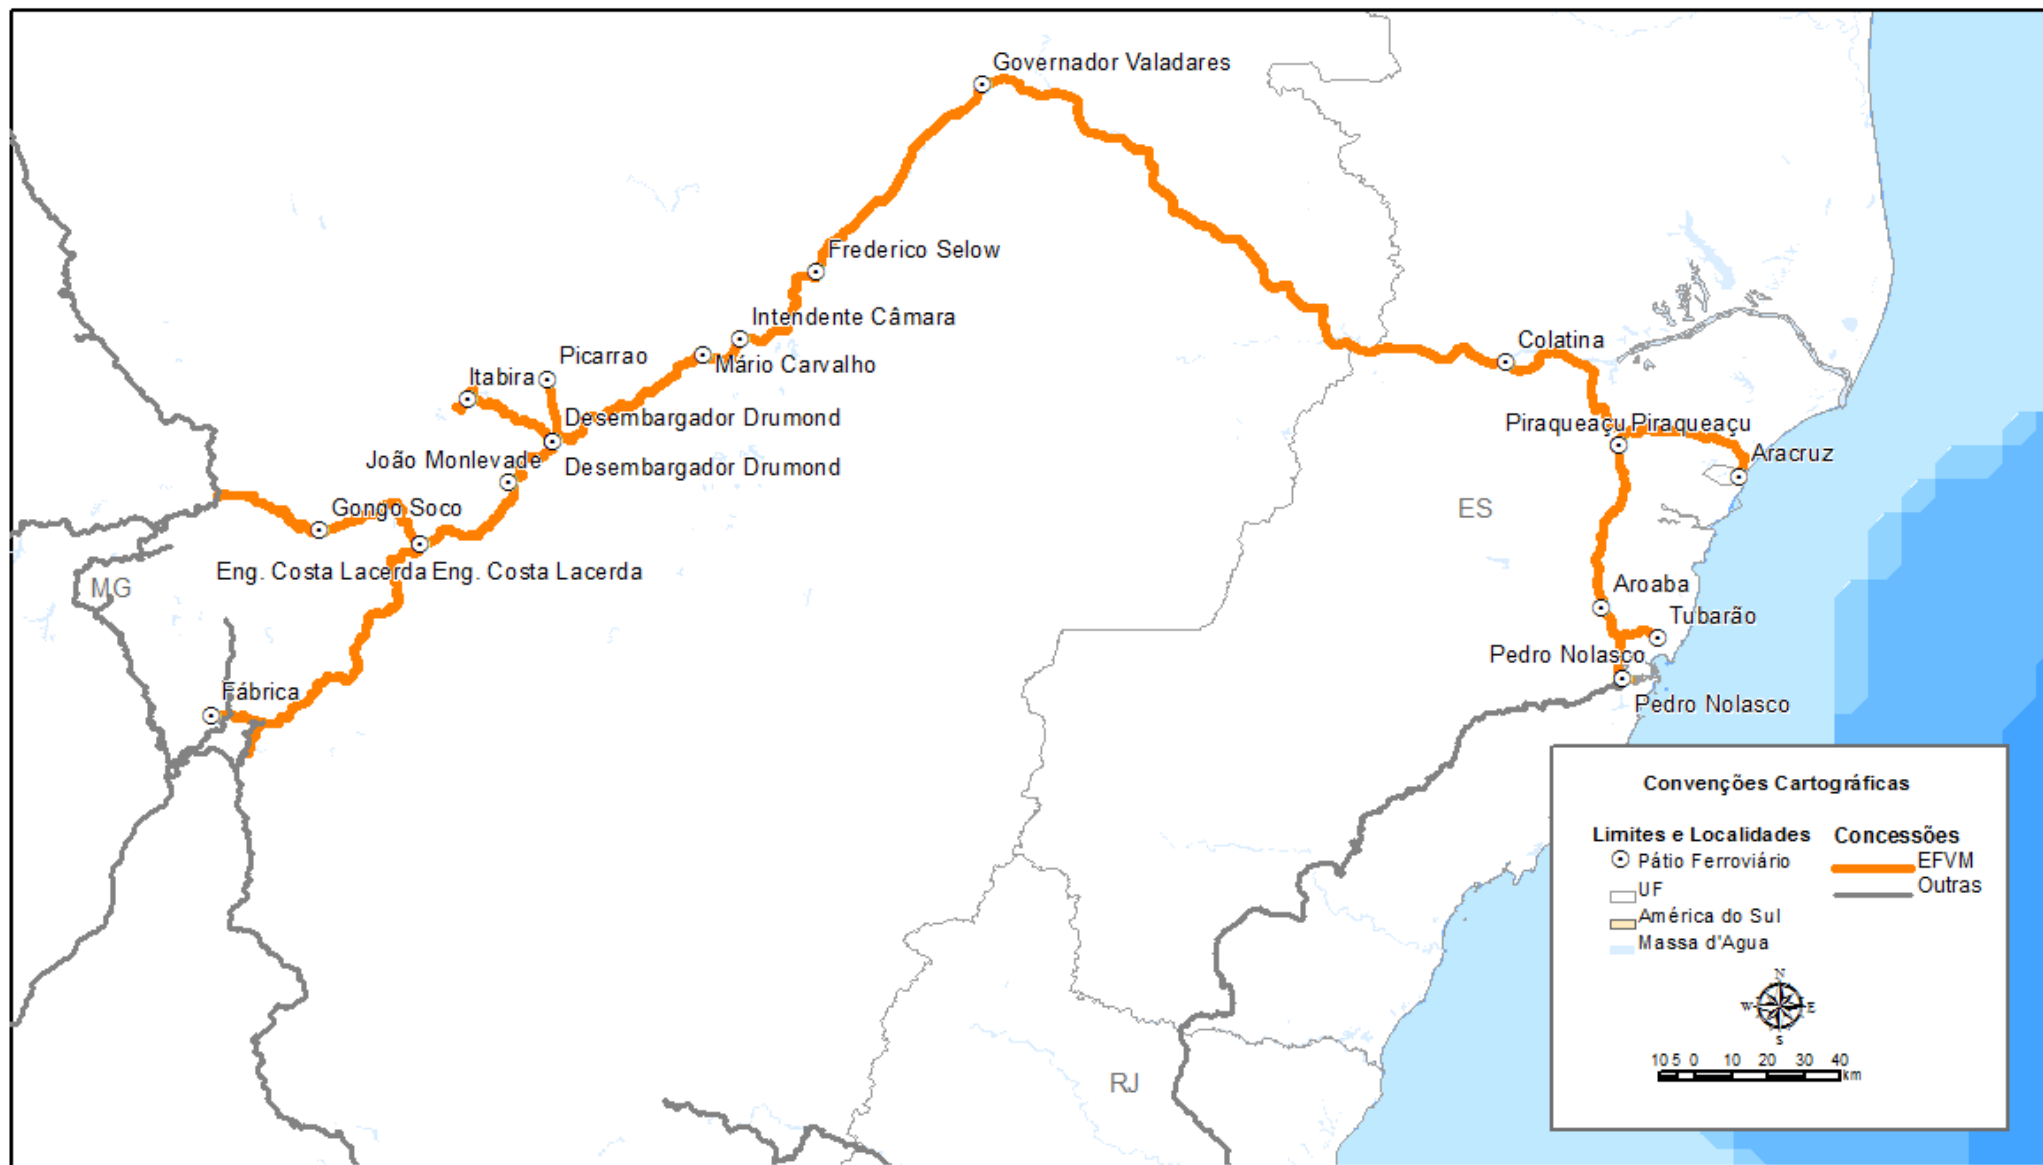 Governador Valadares
Frederico Selow
Intendente Câmara
Colatina
Picarrao
Mário Carvalho
Itabira
Desembargador Drumond
Piraqueaçu Piraqueaçu
João Monlevade
Desembargador Drumond
Aracruz
Gongo Soco
ES
Eng. Costa Lacerda Eng. Costa Lacerda
MG
Aroaba
Tubarão
Pedro Nolasco
Fábrica
Pedro Nolasco
Convenções Cartográficas
Limites e Localidades Concessões
Pátio Ferroviário EFVM
UF Outras
América do Sul
Massa d'Agua
N
W E
S
10 5 0 10 20 30 40
km
RJ